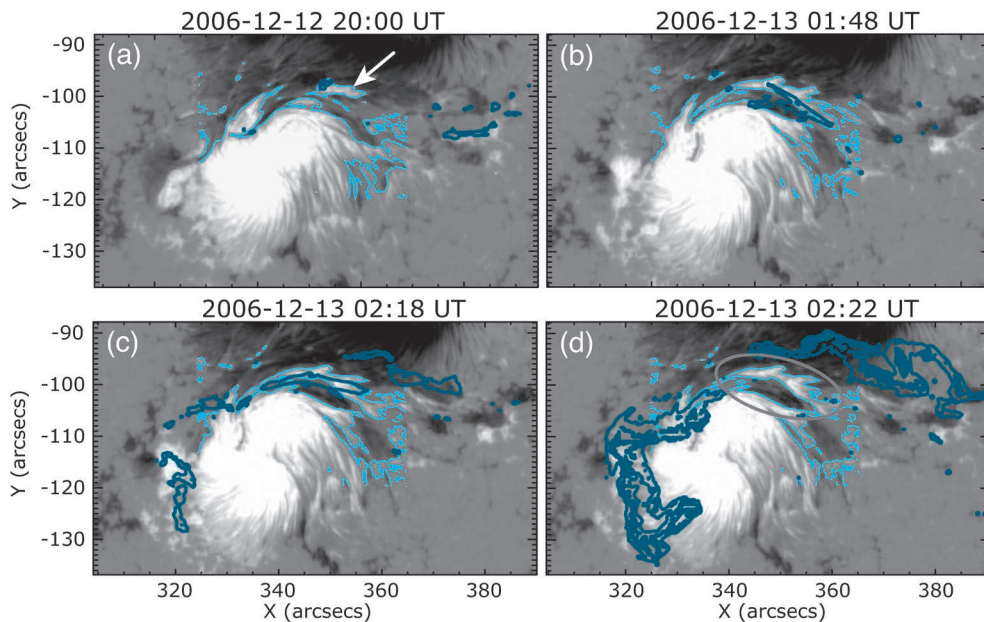 2006-12-12 20:00 UT
2006-12-13 01:48 UT
(a)
(b)
Y (arcsecs)
-90
-100
-110
-120
-130
2006-12-13 02:18 UT
2006-12-13 02:22 UT
(c)
(d)
Y (arcsecs)
-90
-100
-110
-120
-130
320 340 360 380
320 340 360 380
X (arcsecs)
X (arcsecs)